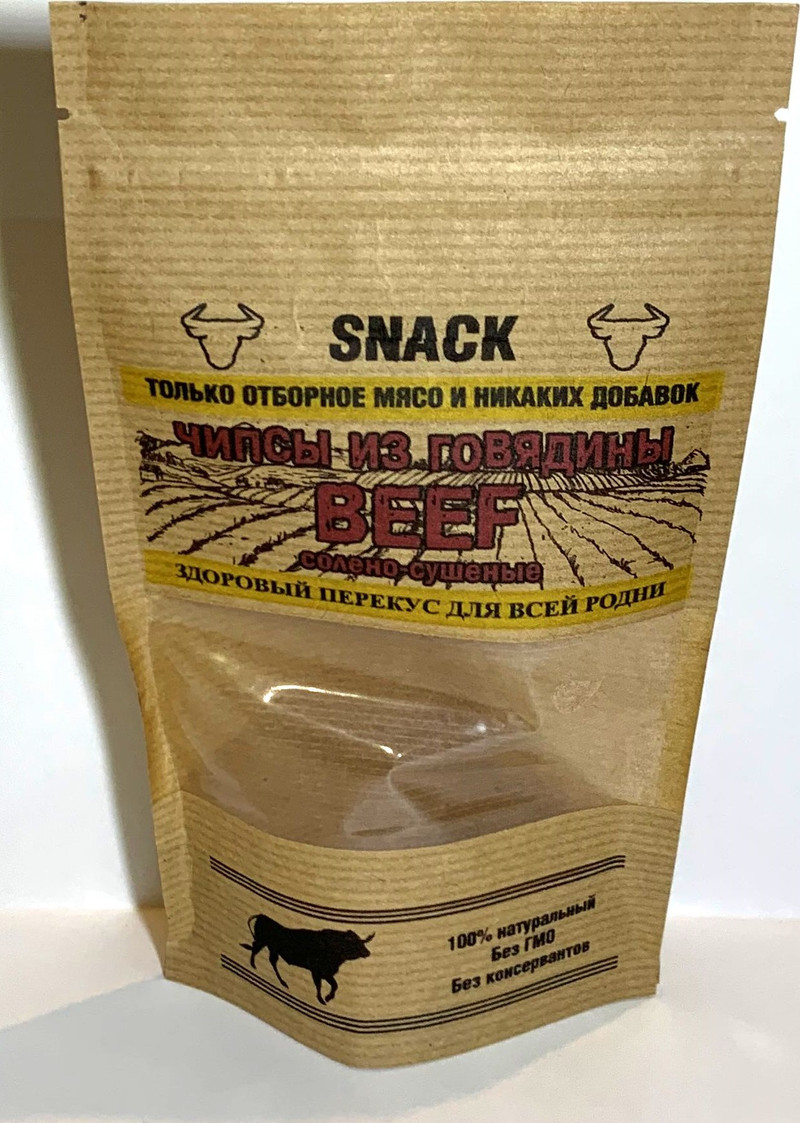 SNACK
ТОЛЬКО ОТБОРНОЕ МЯСО И НИКАКИХ ДОБАВОК
ЧИПСЫ ИЗ ГОВЯДИНЫ
BEEF
солено-сушеные
ЗДОРОВЫЙ ПЕРЕКУС ДЛЯ ВСЕЙ РОДНИ
100% натуральный
Без ГМО
Без консервантов